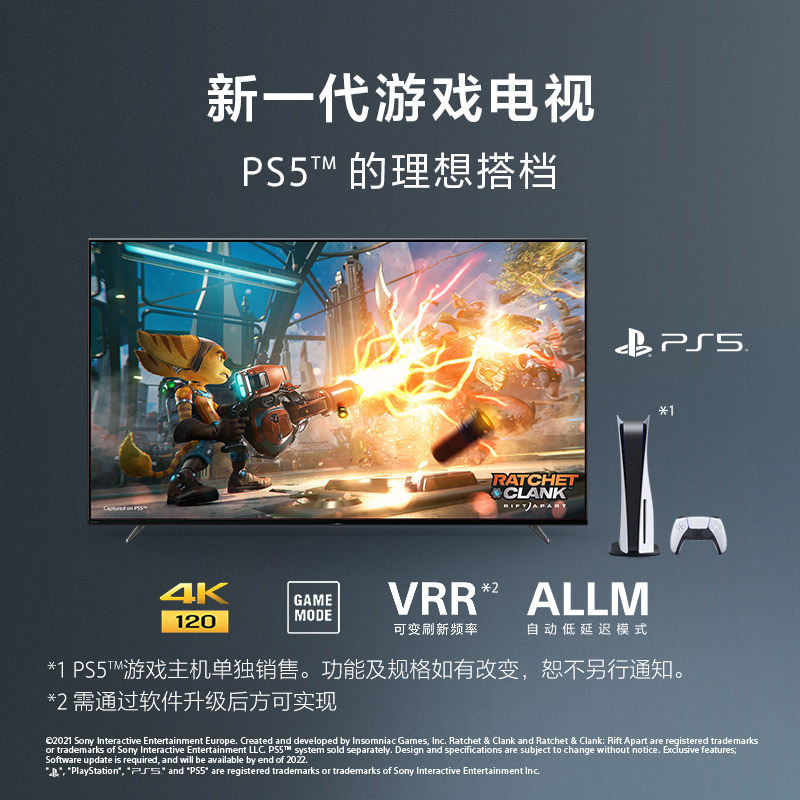 新一代游戏电视
PS5™ 的理想搭档
PS5
*1
RATCHET
&CLANK
RIFT APART
Captured on PS5™
4K
120
GAME
MODE
VRR*2
可变刷新频率
ALLM
自动低延迟模式
*1 PS5™游戏主机单独销售。功能及规格如有改变，恕不另行通知。
*2 需通过软件升级后方可实现
©2021 Sony Interactive Entertainment Europe. Created and developed by Insomniac Games, Inc. Ratchet & Clank and Ratchet & Clank: Rift Apart are registered trademarks
or trademarks of Sony Interactive Entertainment LLC. PS5™ system sold separately. Design and specifications are subject to change without notice. Exclusive features;
Software update is required, and will be available by end of 2022.
" ", "PlayStation", "PS5" and "PS5" are registered trademarks or trademarks of Sony Interactive Entertainment Inc.